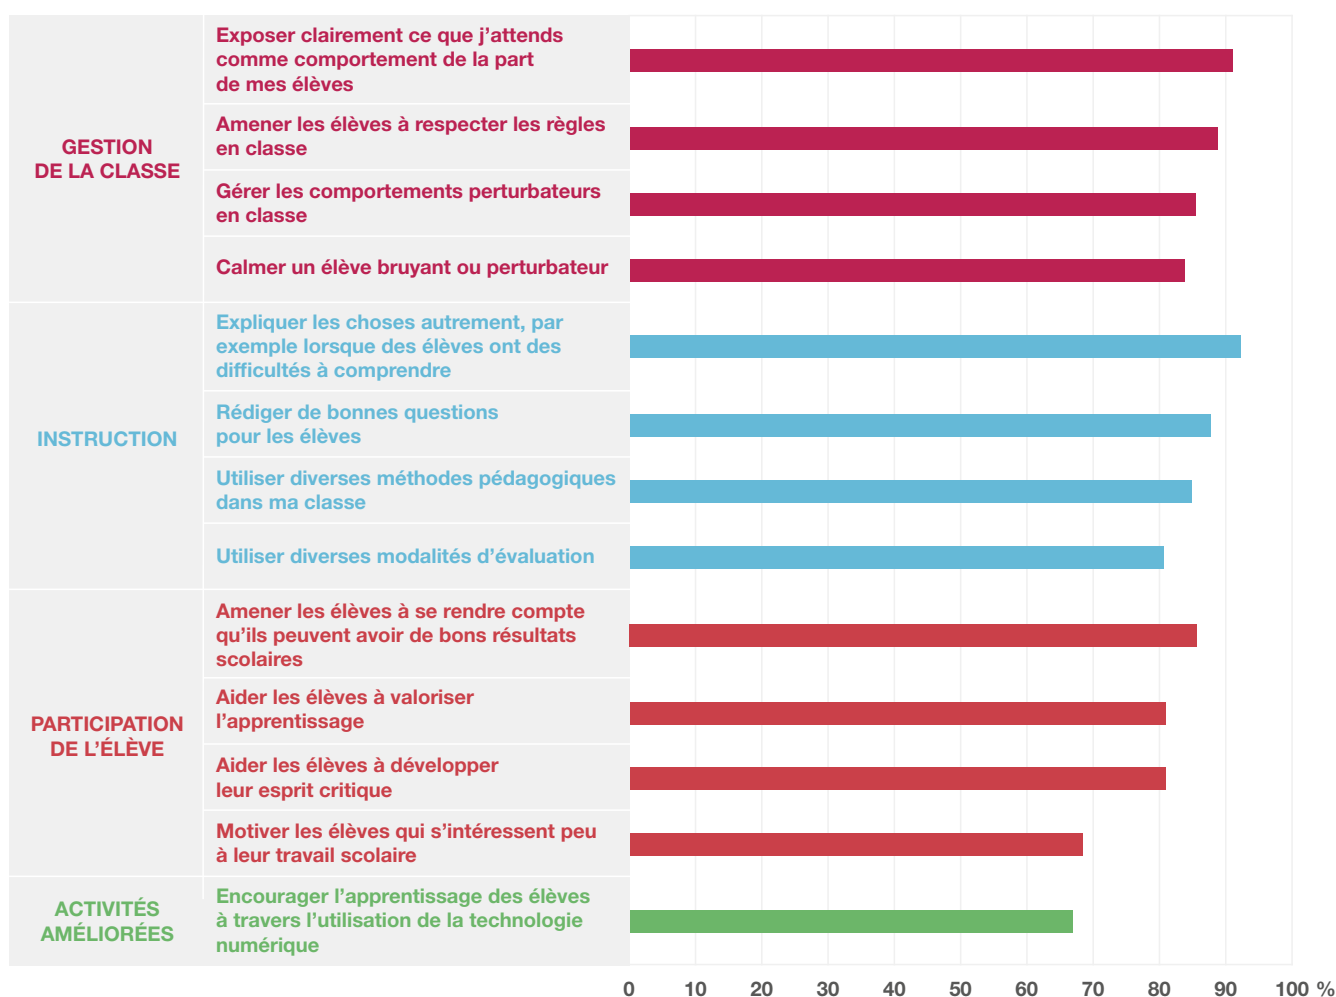 GESTION
DE LA CLASSE
Exposer clairement ce que j’attends
comme comportement de la part
de mes élèves
Amener les élèves à respecter les règles
en classe
Gérer les comportements perturbateurs
en classe
Calmer un élève bruyant ou perturbateur
INSTRUCTION
Expliquer les choses autrement, par
exemple lorsque des élèves ont des
difficultés à comprendre
Rédiger de bonnes questions
pour les élèves
Utiliser diverses méthodes pédagogiques
dans ma classe
Utiliser diverses modalités d’évaluation
PARTICIPATION
DE L’ÉLÈVE
Amener les élèves à se rendre compte
qu’ils peuvent avoir de bons résultats
scolaires
Aider les élèves à valoriser
l’apprentissage
Aider les élèves à développer
leur esprit critique
Motiver les élèves qui s’intéressent peu
à leur travail scolaire
ACTIVITÉS
AMÉLIORÉES
Encourager l’apprentissage des élèves
à travers l’utilisation de la technologie
numérique
0 10 20 30 40 50 60 70 80 90 100 %